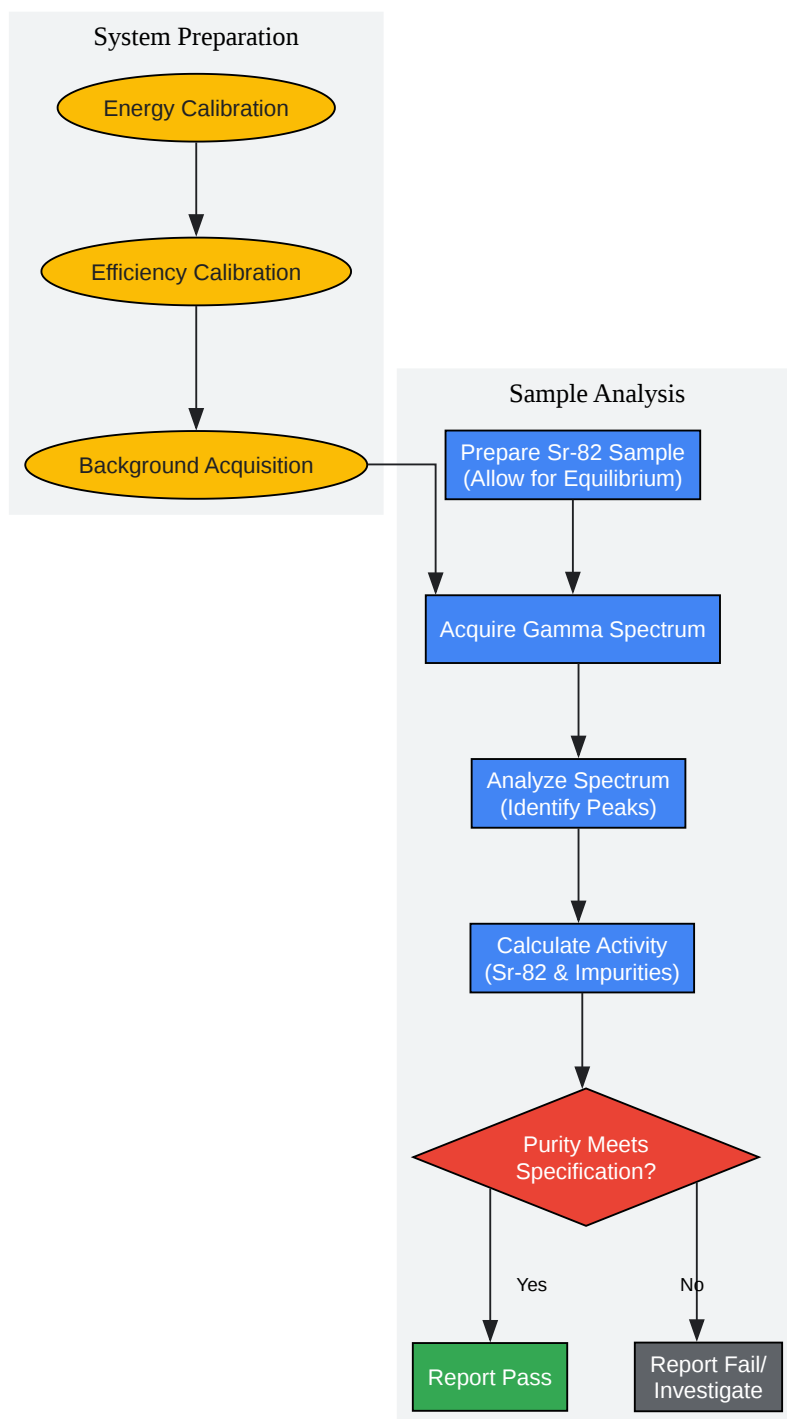 System Preparation
Energy Calibration
Efficiency Calibration
Background Acquisition
Sample Analysis
Prepare Sr-82 Sample
(Allow for Equilibrium)
Acquire Gamma Spectrum
Analyze Spectrum
(Identify Peaks)
Calculate Activity
(Sr-82 & Impurities)
Purity Meets
Specification?
Yes
No
Report Pass
Report Fail/
Investigate